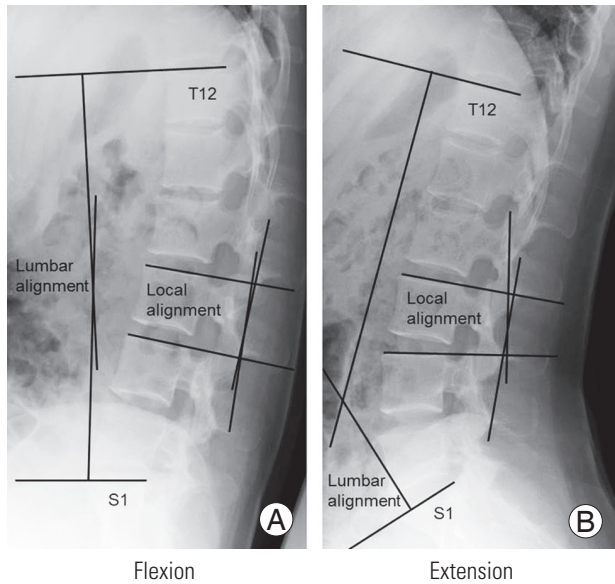 T12
Lumbar
alignment
Local
alignment
S1
A
Flexion
T12
Local
alignment
Lumbar
alignment
S1
B
Extension